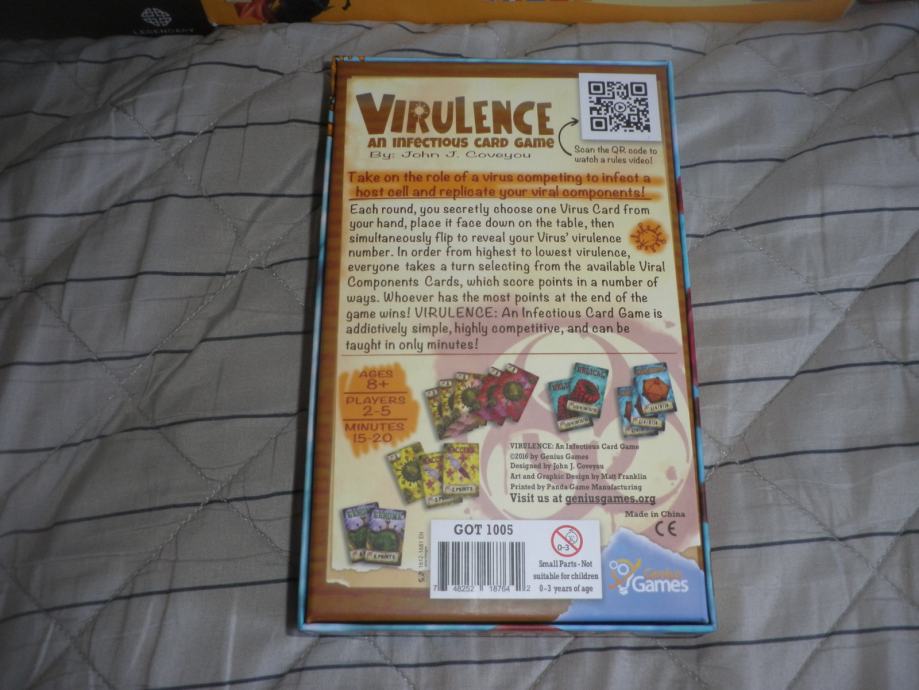 LEGENDARY
VIRULENCE
AN INFECTIOUS CARD GAME
By: John J. Coveyou
Scan the QR code to
watch a rules video!
Take on the role of a virus competing to infect a
host cell and replicate your viral components!
Each round, you secretly choose one Virus Card from
your hand, place it face down on the table, then
simultaneously flip to reveal your Virus' virulence
number. In order from highest to lowest virulence,
everyone takes a turn selecting from the available Viral
Components Cards, which score points in a number of
ways. Whoever has the most points at the end of the
game wins! VIRULENCE: An Infectious Card Game is
addictively simple, highly competitive, and can be
taught in only minutes!
AGES
8+
PLAYERS
2-5
MINUTES
15-20
VIRULENCE: An Infectious Card Game
©2016 by Genius Games
Designed by John J. Coveyou
Art and Graphic Design by Matt Franklin
Printed by Panda Game Manufacturing
Visit us at geniusgames.org
Made in China
CE
GOT 1005
7 48252 18764 2
0-3
Small Parts - Not
suitable for children
0-3 years of age
Genius
Games